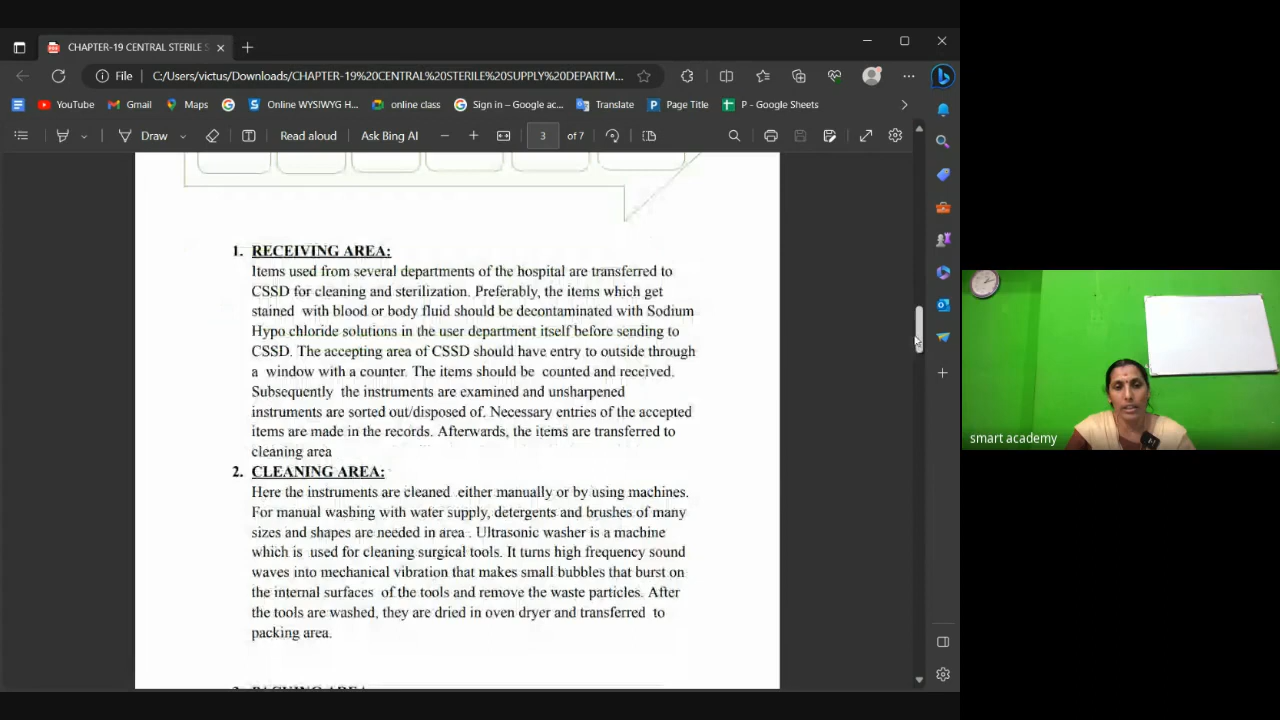 CHAPTER-19 CENTRAL STERILE S
File C:/Users/victus/Downloads/CHAPTER-19%20CENTRAL%20STERILE%20SUPPLY%20DEPARTM...
YouTube Gmail Maps Online WYSIWYG H... online class Sign in – Google ac... Translate Page Title P - Google Sheets
Draw Read aloud Ask Bing AI 3 of 7
1. RECEIVING AREA:
Items used from several departments of the hospital are transferred to
CSSD for cleaning and sterilization. Preferably, the items which get
stained with blood or body fluid should be decontaminated with Sodium
Hypo chloride solutions in the user department itself before sending to
CSSD. The accepting area of CSSD should have entry to outside through
a window with a counter. The items should be counted and received.
Subsequently the instruments are examined and unsharpened
instruments are sorted out/disposed of. Necessary entries of the accepted
items are made in the records. Afterwards, the items are transferred to
cleaning area
2. CLEANING AREA:
Here the instruments are cleaned either manually or by using machines.
For manual washing with water supply, detergents and brushes of many
sizes and shapes are needed in area . Ultrasonic washer is a machine
which is used for cleaning surgical tools. It turns high frequency sound
waves into mechanical vibration that makes small bubbles that burst on
the internal surfaces of the tools and remove the waste particles. After
the tools are washed, they are dried in oven dryer and transferred to
packing area.
smart academy